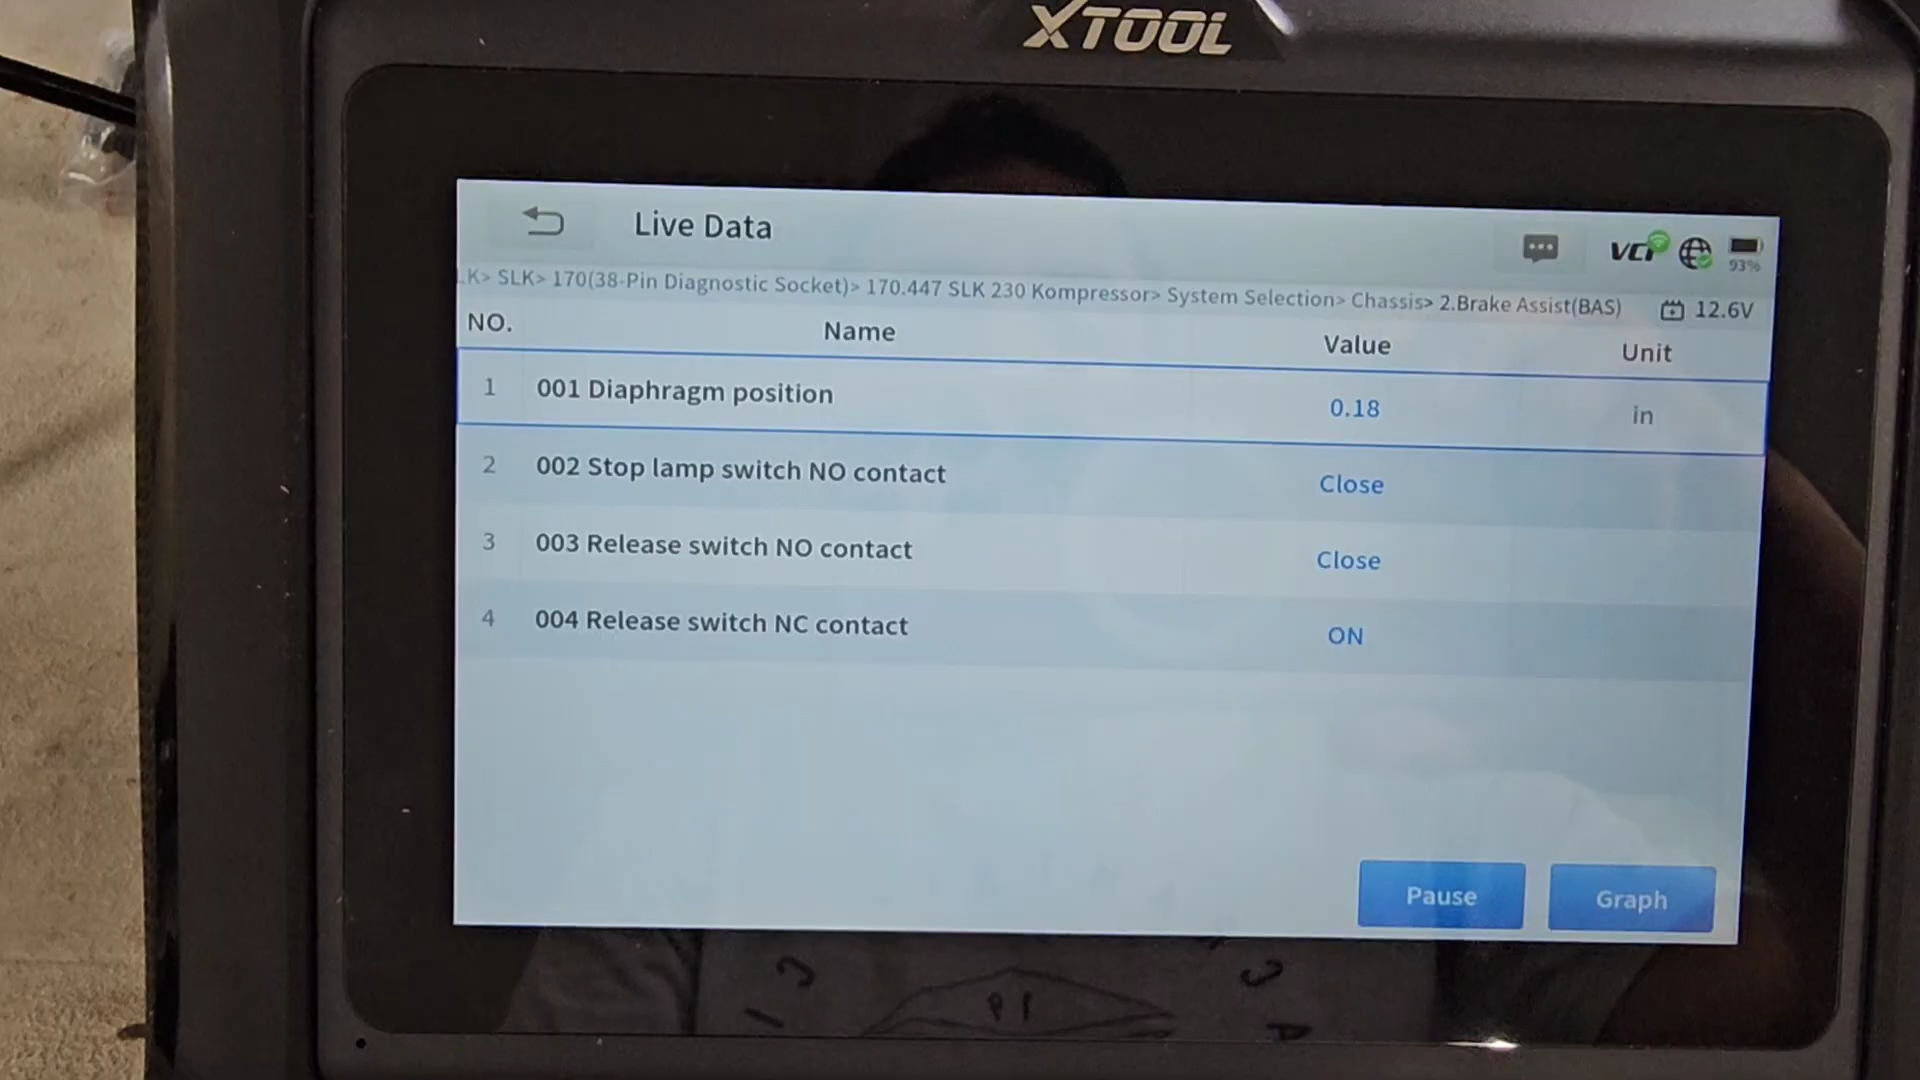 XTOOL
Live Data
VCI
93%
LK> SLK> 170(38-Pin Diagnostic Socket)> 170.447 SLK 230 Kompressor> System Selection> Chassis> 2.Brake Assist(BAS)
12.6V
NO. Name Value Unit
1 001 Diaphragm position 0.18 in
2 002 Stop lamp switch NO contact Close
3 003 Release switch NO contact Close
4 004 Release switch NC contact ON
Pause Graph